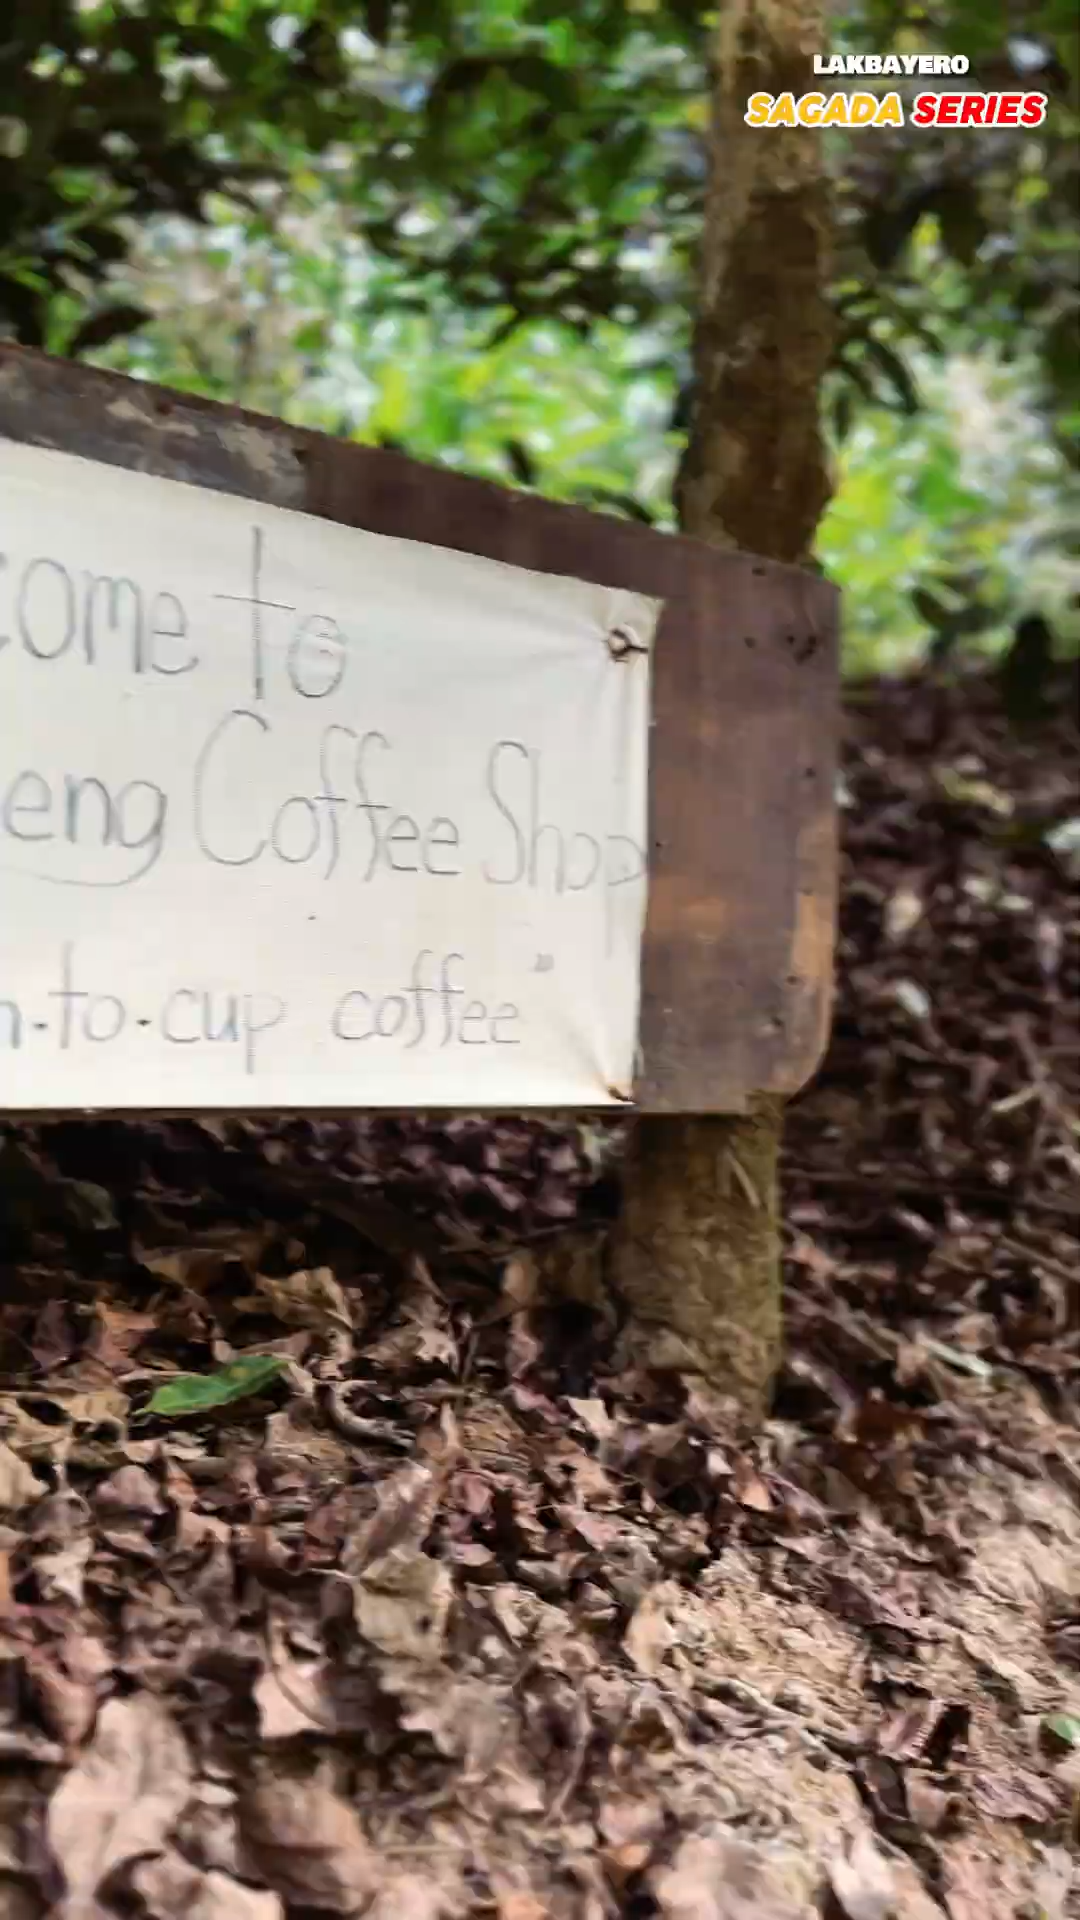 LAKBAYERO
SAGADA SERIES
come to
eng Coffee Shop
n-to-cup coffee"